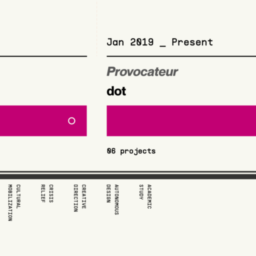 Jan 2019 _ Present
Provocateur
dot
06 projects
CULTURAL
MOBILIZATION
CRISIS
RELIEF
CREATIVE
DIRECTION
AUTONOMOUS
DESIGN
ACADEMIC
STUDY